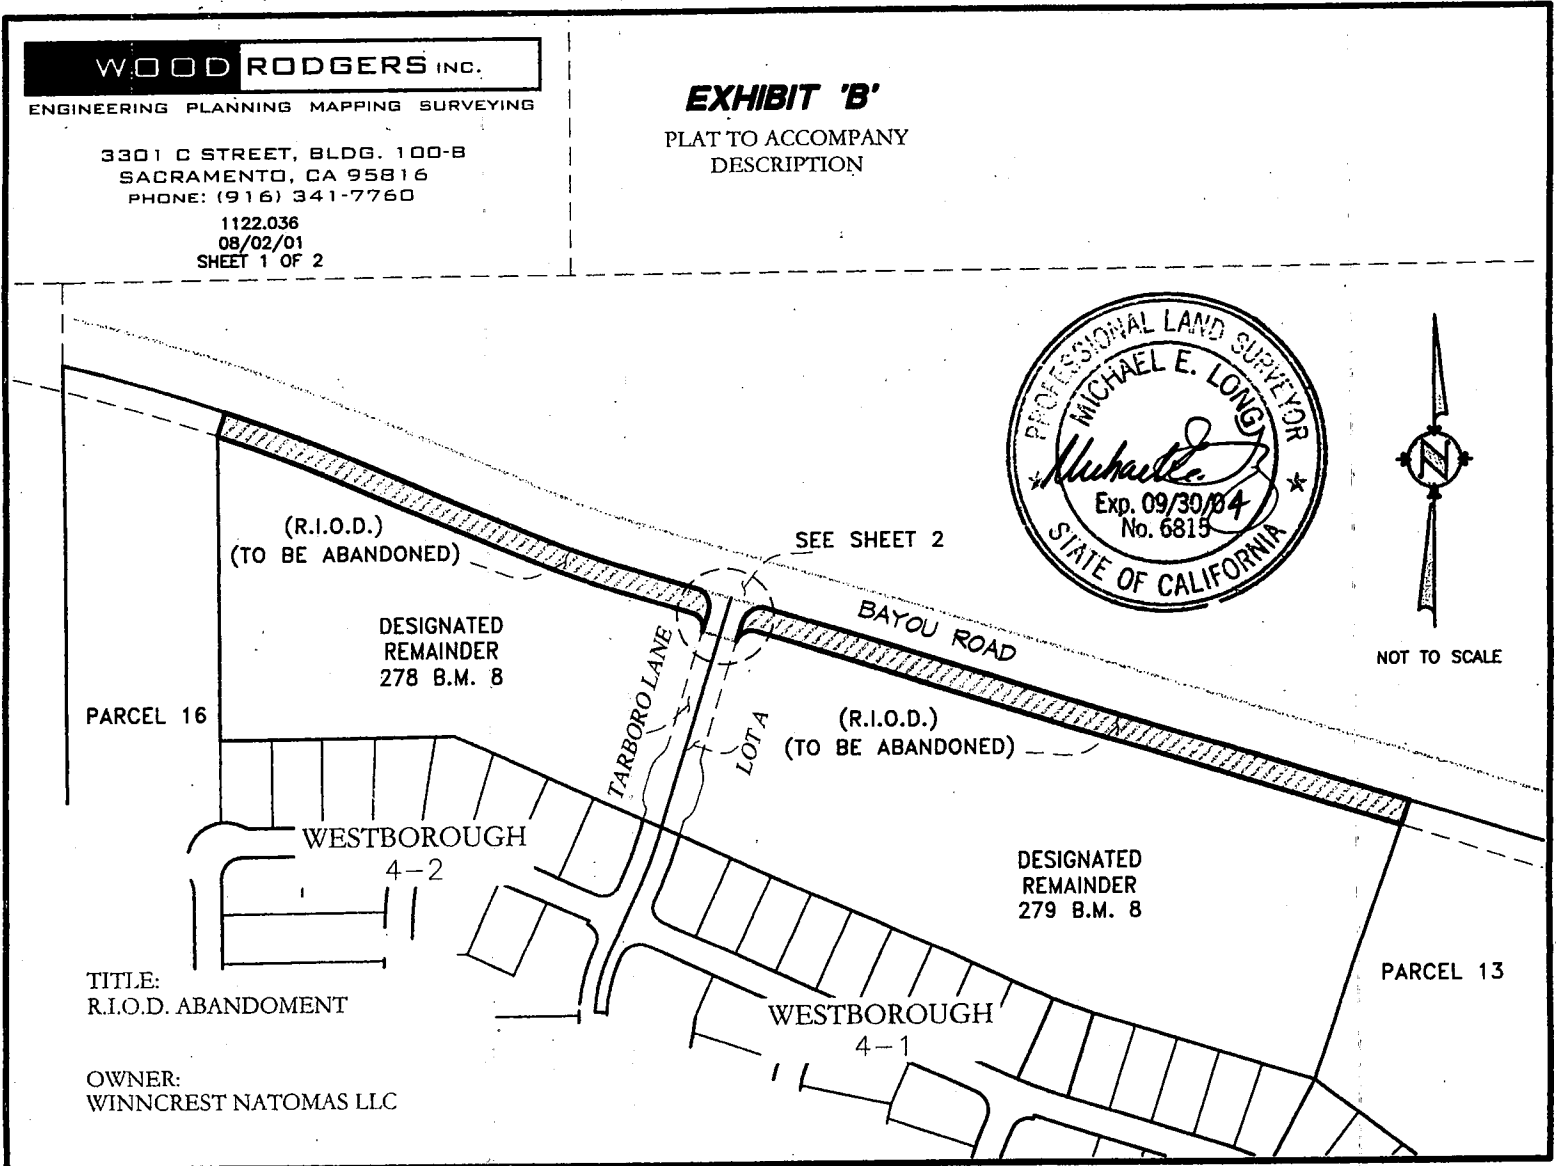 WOOD RODGERS INC.
ENGINEERING PLANNING MAPPING SURVEYING
3301 C STREET, BLDG. 100-B
SACRAMENTO, CA 95816
PHONE: (916) 341-7760
1122.036
08/02/01
SHEET 1 OF 2
EXHIBIT 'B'
PLAT TO ACCOMPANY
DESCRIPTION
PROFESSIONAL LAND SURVEYOR
MICHAEL E. LONG
Exp. 09/30/04
No. 6815
STATE OF CALIFORNIA
N
NOT TO SCALE
(R.I.O.D.)
(TO BE ABANDONED)
SEE SHEET 2
BAYOU ROAD
DESIGNATED
REMAINDER
278 B.M. 8
PARCEL 16
TARBORO LANE
LOT A
(R.I.O.D.)
(TO BE ABANDONED)
WESTBOROUGH
4-2
DESIGNATED
REMAINDER
279 B.M. 8
PARCEL 13
TITLE:
R.I.O.D. ABANDOMENT
WESTBOROUGH
4-1
OWNER:
WINNCREST NATOMAS LLC